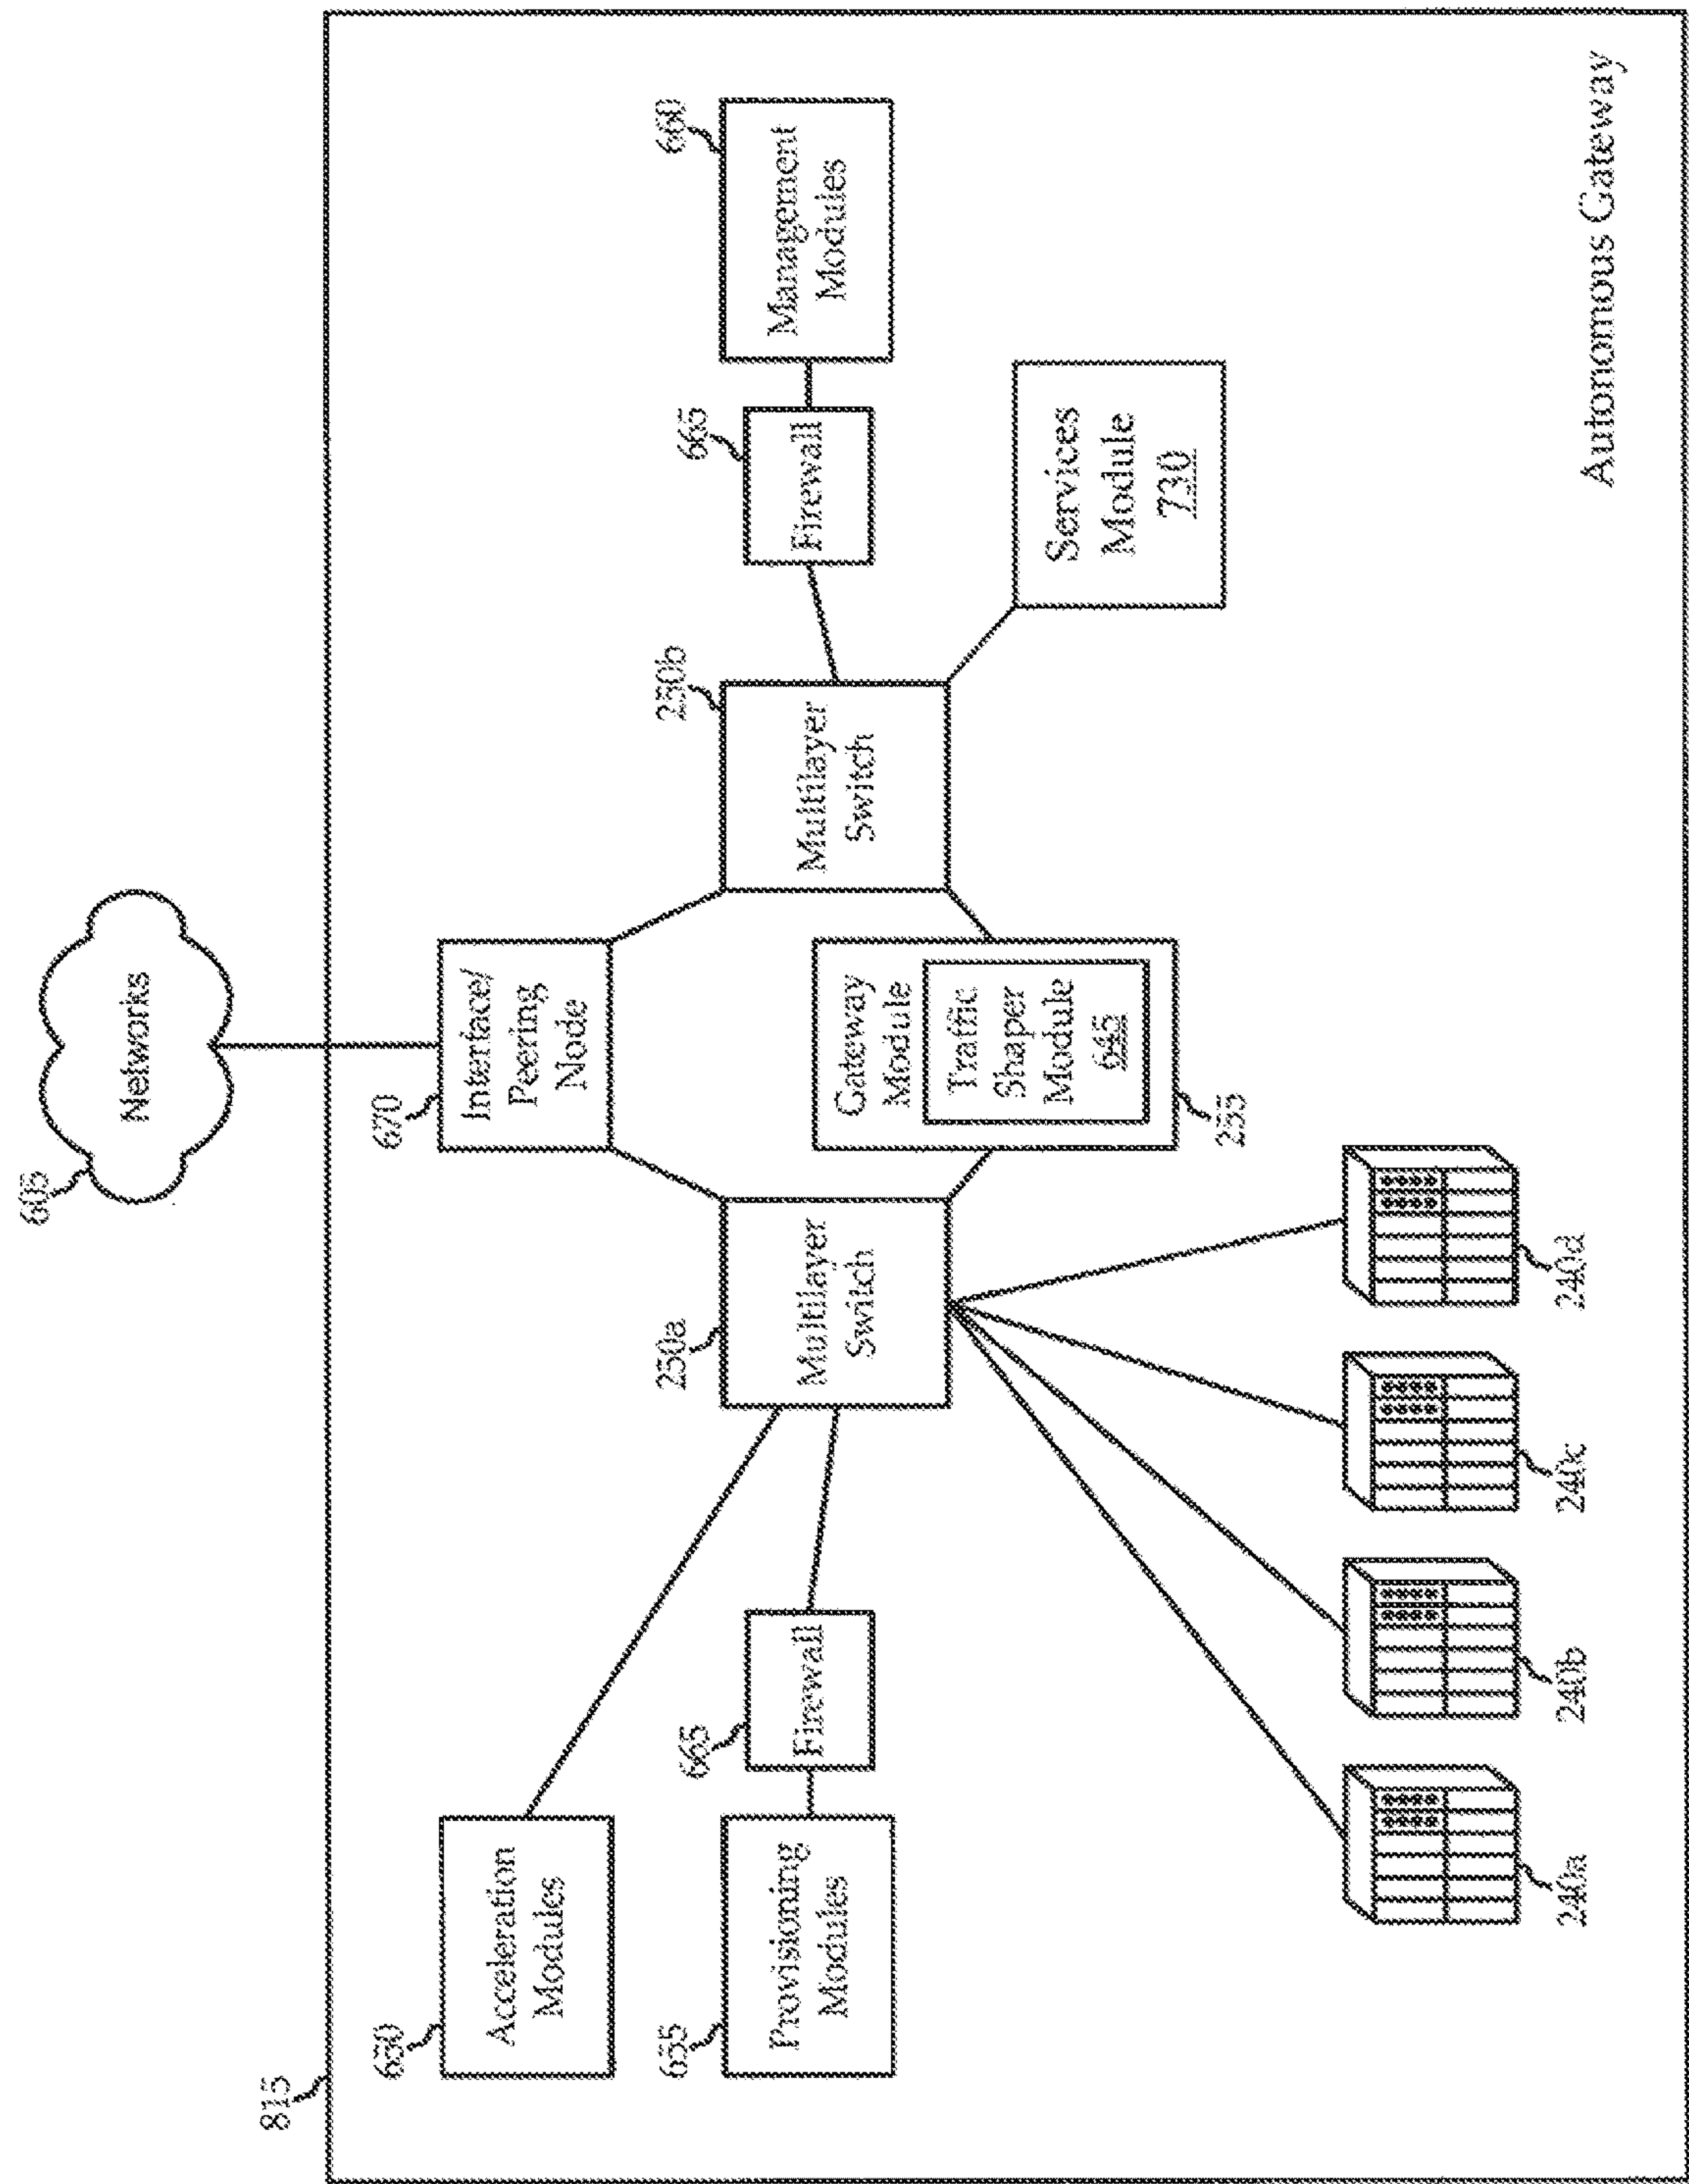 605
Networks
815
650
Acceleration
Modules
670
Interface/
Peering
Node
655
Provisioning
Modules
665
Firewall
250a
Multilayer
Switch
250b
Multilayer
Switch
665
Firewall
660
Management
Modules
Gateway
Module
Traffic
Shaper
Module
645
255
Services
Module
730
240a
240b
240c
240d
Autonomous Gateway